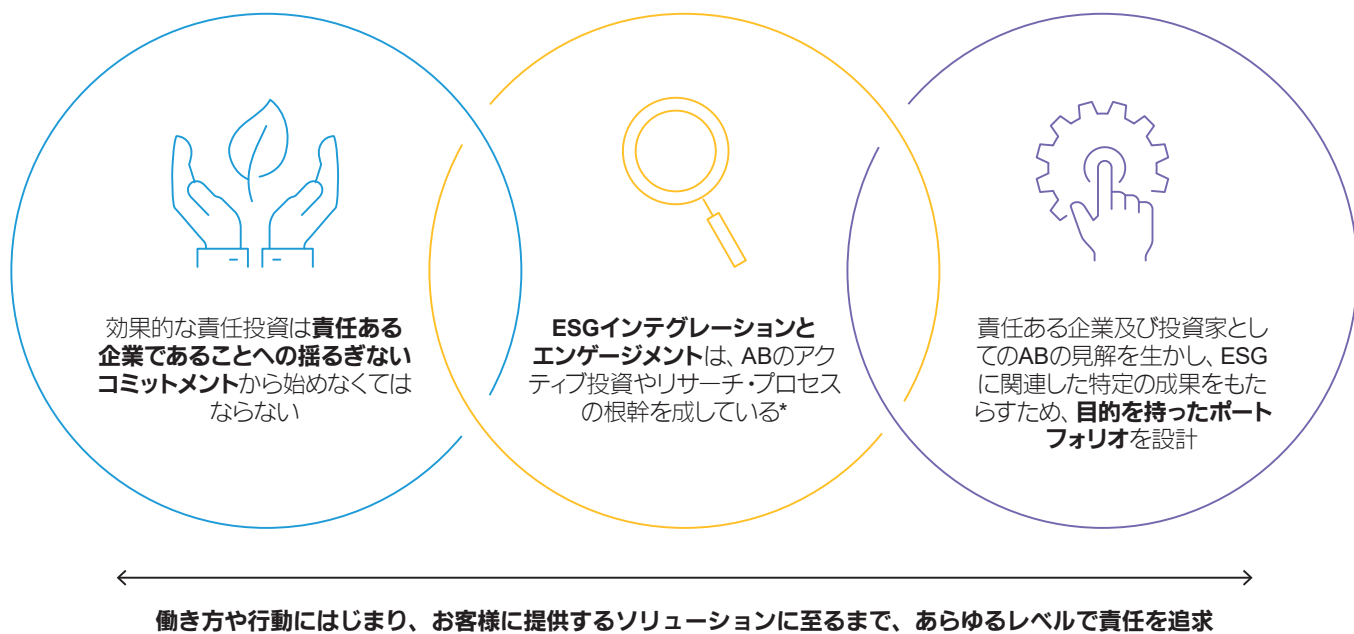 効果的な責任投資は責任ある
企業であることへの揺るぎない
コミットメントから始めなくては
ならない
ESGインテグレーションと
エンゲージメントは、ABのアク
ティブ投資やリサーチ・プロセス
の根幹を成している*
責任ある企業及び投資家とし
てのABの見解を生かし、ESG
に関連した特定の成果をもた
らすため、目的を持ったポート
フォリオを設計
働き方や行動にはじまり、お客様に提供するソリューションに至るまで、あらゆるレベルで責任を追求